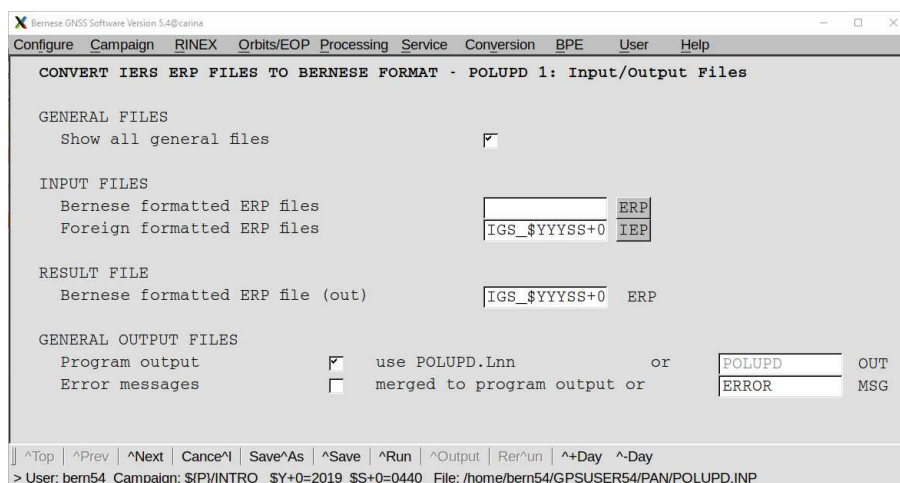 Bernese GNSS Software Version 5.4@carina
Configure Campaign RINEX Orbits/EOP Processing Service Conversion BPE User Help
CONVERT IERS ERP FILES TO BERNESE FORMAT - POLUPD 1: Input/Output Files
GENERAL FILES
Show all general files
INPUT FILES
Bernese formatted ERP files ERP
Foreign formatted ERP files IGS_$YYYSS+0 IEP
RESULT FILE
Bernese formatted ERP file (out) IGS_$YYYSS+0 ERP
GENERAL OUTPUT FILES
Program output use POLUPD.Lnn or POLUPD OUT
Error messages merged to program output or ERROR MSG
^Top | ^Prev | ^Next | Cance^l | Save^As | ^Save | ^Run | ^Output | Rer^un | ^+Day ^-Day
> User: bern54 Campaign: ${P}/INTRO $Y+0=2019 $S+0=0440 File: /home/bern54/GPSUSER54/PAN/POLUPD.INP